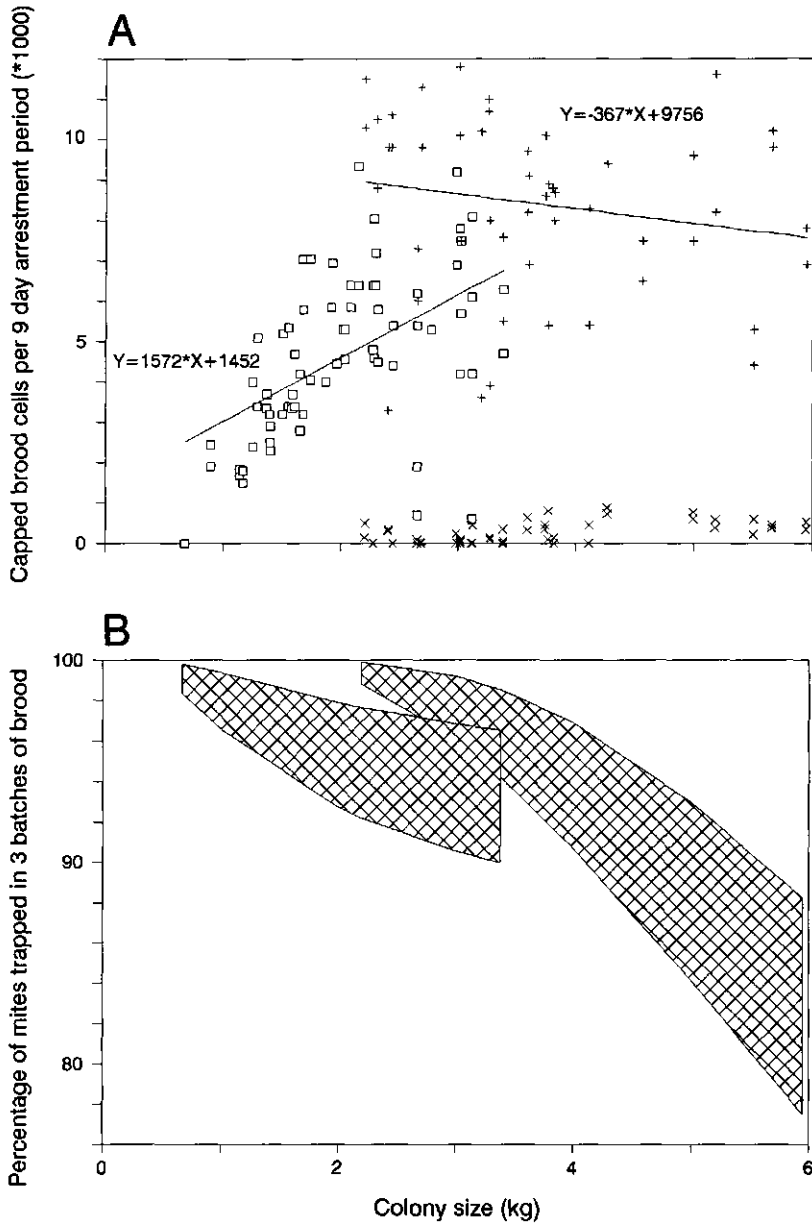 A
Capped brood cells per 9 day arrestment period (*1000)
10
5
0
Y=-367*X+9756
Y=1572*X+1452
B
Percentage of mites trapped in 3 batches of brood
100
90
80
0 2 4 6
Colony size (kg)